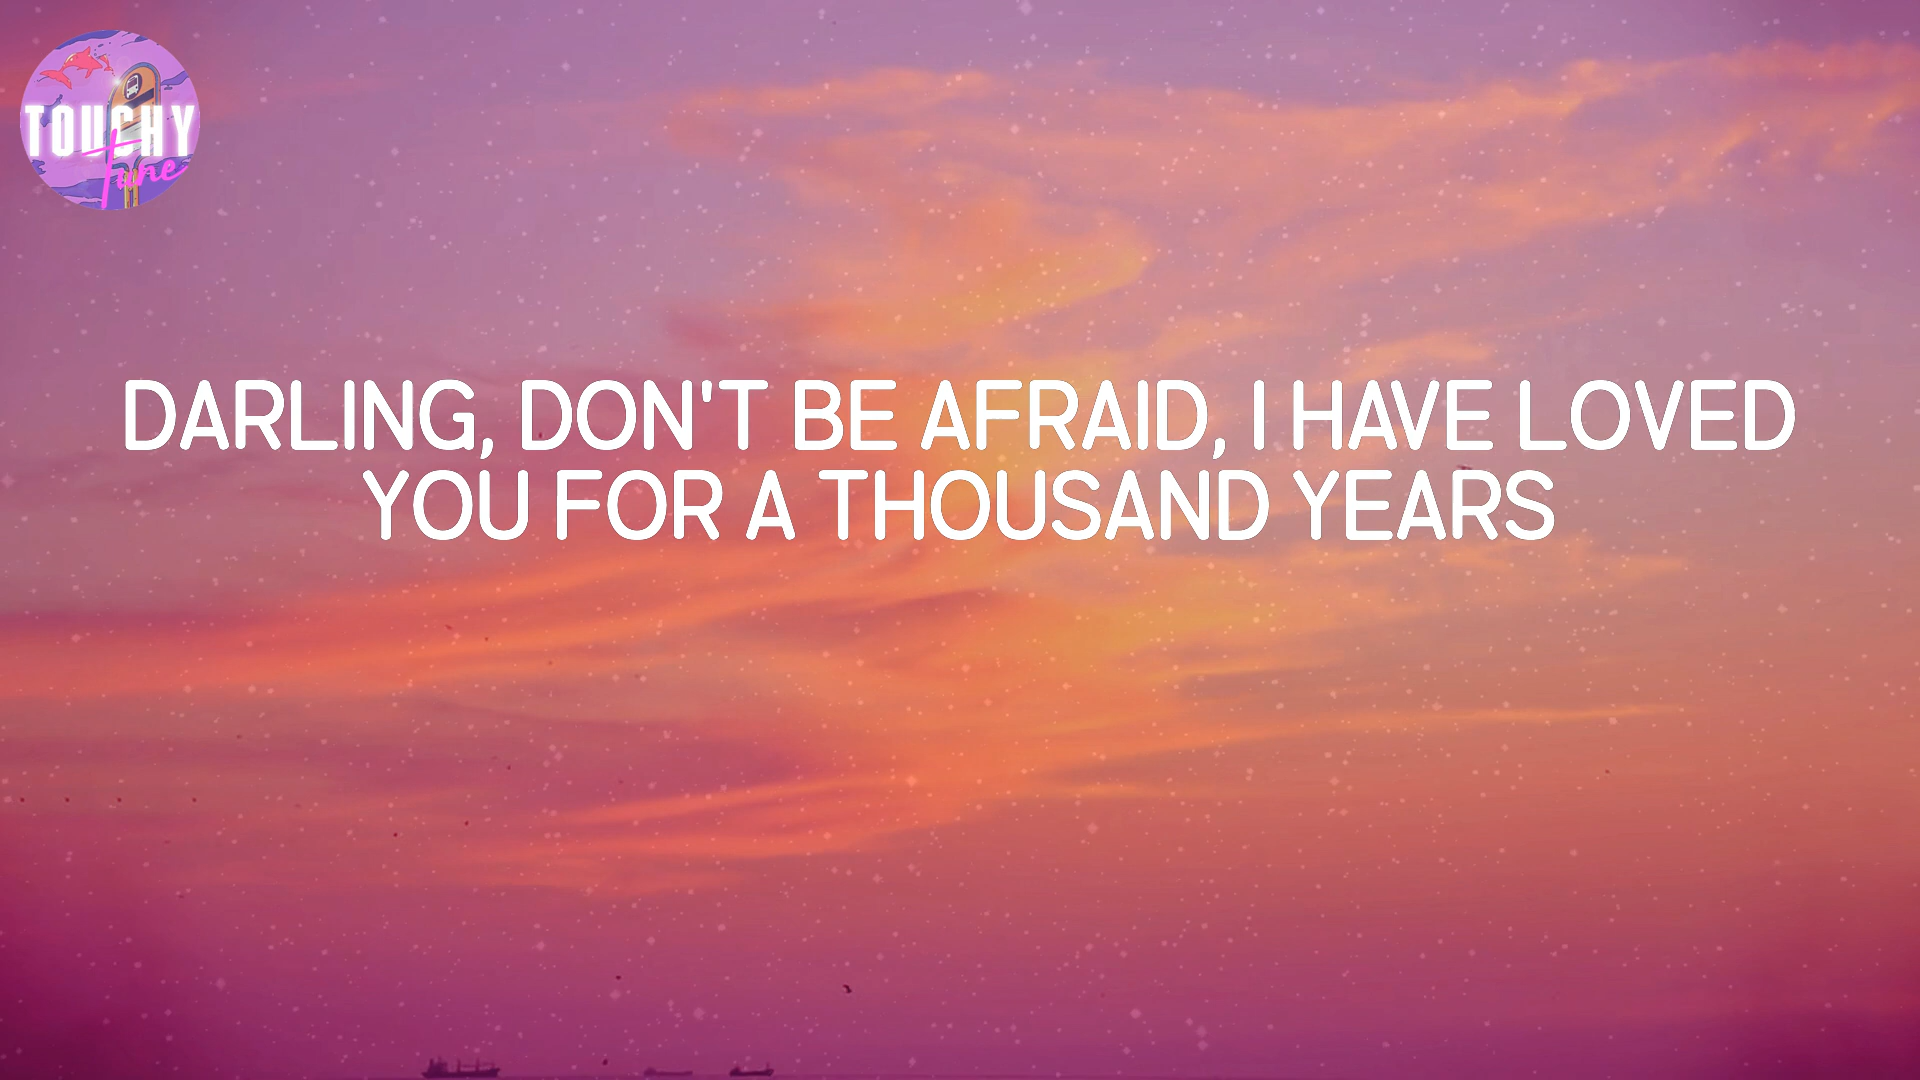 TOUCHY
Tune
DARLING, DON'T BE AFRAID, I HAVE LOVED
YOU FOR A THOUSAND YEARS